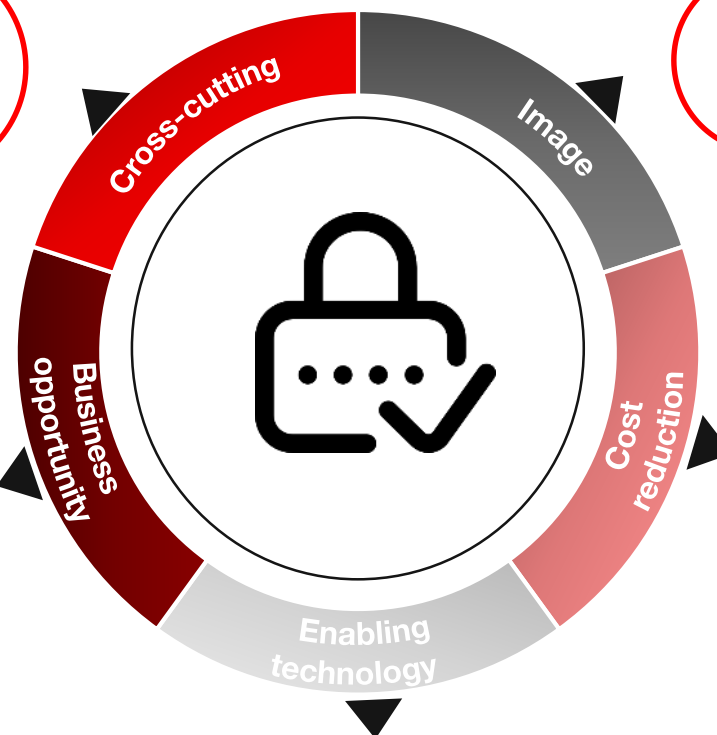 Cross-cutting
Image
Business
opportunity
Cost
reduction
Enabling
technology